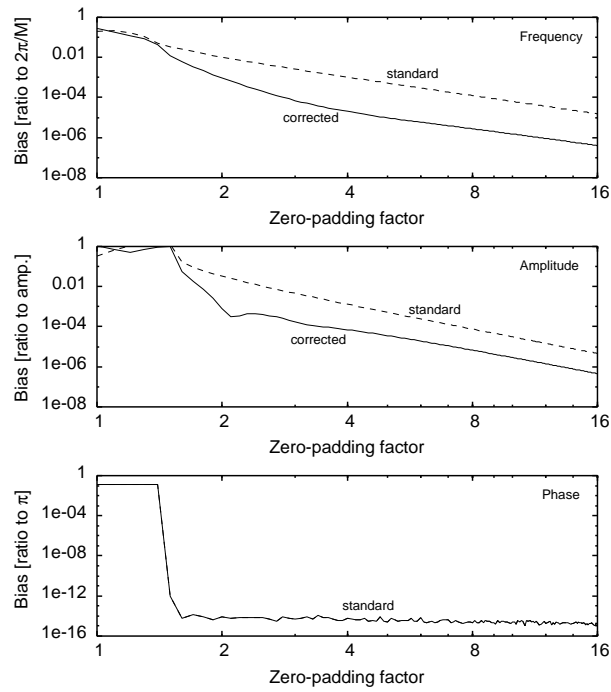 Bias [ratio to 2π/M]
1
0.01
1e-04
1e-06
1e-08
Frequency
standard
corrected
1 2 4 8 16
Zero-padding factor
Bias [ratio to amp.]
1
0.01
1e-04
1e-06
1e-08
Amplitude
standard
corrected
1 2 4 8 16
Zero-padding factor
Bias [ratio to π]
1
1e-04
1e-08
1e-12
1e-16
Phase
standard
1 2 4 8 16
Zero-padding factor